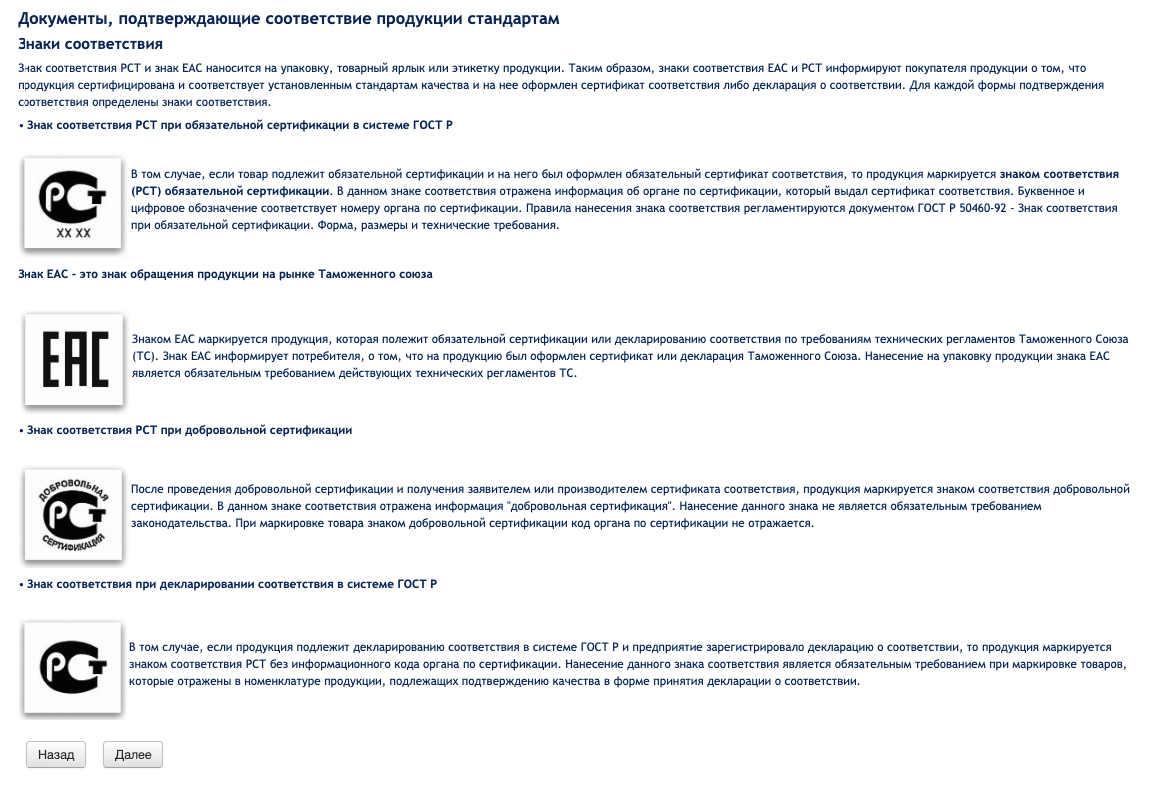 Документы, подтверждающие соответствие продукции стандартам
Знаки соответствия
Знак соответствия РСТ и знак ЕАС наносится на упаковку, товарный ярлык или этикетку продукции. Таким образом, знаки соответствия ЕАС и РСТ информируют покупателя продукции о том, что
продукция сертифицирована и соответствует установленным стандартам качества и на нее оформлен сертификат соответствия либо декларация о соответствии. Для каждой формы подтверждения
соответствия определены знаки соответствия.
• Знак соответствия РСТ при обязательной сертификации в системе ГОСТ Р
РСТ
XX XX
В том случае, если товар подлежит обязательной сертификации и на него был оформлен обязательный сертификат соответствия, то продукция маркируется знаком соответствия
(РСТ) обязательной сертификации. В данном знаке соответствия отражена информация об органе по сертификации, который выдал сертификат соответствия. Буквенное и
цифровое обозначение соответствует номеру органа по сертификации. Правила нанесения знака соответствия регламентируются документом ГОСТ Р 50460-92 - Знак соответствия
при обязательной сертификации. Форма, размеры и технические требования.
Знак ЕАС - это знак обращения продукции на рынке Таможенного союза
ЕАС
Знаком ЕАС маркируется продукция, которая полежит обязательной сертификации или декларированию соответствия по требованиям технических регламентов Таможенного Союза
(ТС). Знак ЕАС информирует потребителя, о том, что на продукцию был оформлен сертификат или декларация Таможенного Союза. Нанесение на упаковку продукции знака ЕАС
является обязательным требованием действующих технических регламентов ТС.
• Знак соответствия РСТ при добровольной сертификации
ДОБРОВОЛЬНАЯ
РСТ
СЕРТИФИКАЦИЯ
После проведения добровольной сертификации и получения заявителем или производителем сертификата соответствия, продукция маркируется знаком соответствия добровольной
сертификации. В данном знаке соответствия отражена информация "добровольная сертификация". Нанесение данного знака не является обязательным требованием
законодательства. При маркировке товара знаком добровольной сертификации код органа по сертификации не отражается.
• Знак соответствия при декларировании соответствия в системе ГОСТ Р
РСТ
В том случае, если продукция подлежит декларированию соответствия в системе ГОСТ Р и предприятие зарегистрировало декларацию о соответствии, то продукция маркируется
знаком соответствия РСТ без информационного кода органа по сертификации. Нанесение данного знака соответствия является обязательным требованием при маркировке товаров,
которые отражены в номенклатуре продукции, подлежащих подтверждению качества в форме принятия декларации о соответствии.
Назад
Далее